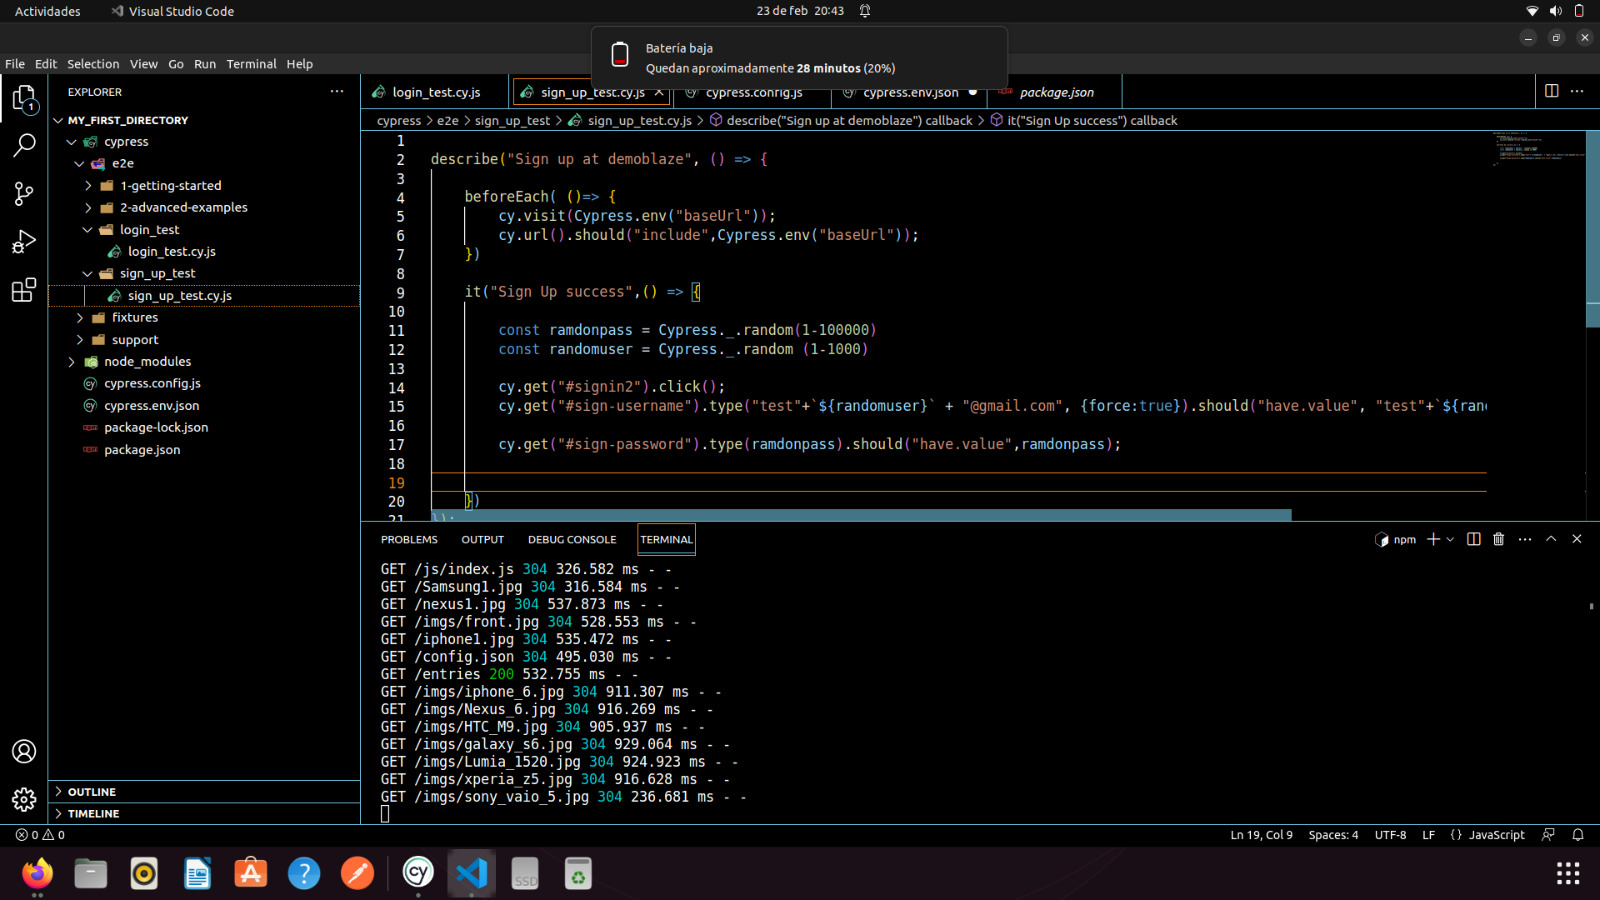 Actividades
Visual Studio Code
23 de feb 20:43
Batería baja
Quedan aproximadamente 28 minutos (20%)
File Edit Selection View Go Run Terminal Help
EXPLORER
login_test.cy.js
sign_up_test.cy.js
cypress.config.js
cypress.env.json
package.json
1
cypress > e2e > sign_up_test > sign_up_test.cy.js > describe("Sign up at demoblaze") callback > it("Sign Up success") callback
MY_FIRST_DIRECTORY
cypress
e2e
1-getting-started
2-advanced-examples
login_test
login_test.cy.js
sign_up_test
sign_up_test.cy.js
fixtures
support
node_modules
cypress.config.js
cypress.env.json
package-lock.json
package.json
OUTLINE
TIMELINE
1
2 describe("Sign up at demoblaze", () => {
3
4 beforeEach( ()=> {
5 cy.visit(Cypress.env("baseUrl"));
6 cy.url().should("include",Cypress.env("baseUrl"));
7 })
8
9 it("Sign Up success",() => {
10
11 const ramdonpass = Cypress._.random(1-100000)
12 const randomuser = Cypress._.random (1-1000)
13
14 cy.get("#signin2").click();
15 cy.get("#sign-username").type("test"+`${randomuser}` + "@gmail.com", {force:true}).should("have.value", "test"+`${ran
16
17 cy.get("#sign-password").type(ramdonpass).should("have.value",ramdonpass);
18
19
20 })
21 });
PROBLEMS OUTPUT DEBUG CONSOLE TERMINAL
npm
GET /js/index.js 304 326.582 ms - -
GET /Samsung1.jpg 304 316.584 ms - -
GET /nexus1.jpg 304 537.873 ms - -
GET /imgs/front.jpg 304 528.553 ms - -
GET /iphone1.jpg 304 535.472 ms - -
GET /config.json 304 495.030 ms - -
GET /entries 200 532.755 ms - -
GET /imgs/iphone_6.jpg 304 911.307 ms - -
GET /imgs/Nexus_6.jpg 304 916.269 ms - -
GET /imgs/HTC_M9.jpg 304 905.937 ms - -
GET /imgs/galaxy_s6.jpg 304 929.064 ms - -
GET /imgs/Lumia_1520.jpg 304 924.923 ms - -
GET /imgs/xperia_z5.jpg 304 916.628 ms - -
GET /imgs/sony_vaio_5.jpg 304 236.681 ms - -
0 0
Ln 19, Col 9 Spaces: 4 UTF-8 LF {} JavaScript
cy
SSD